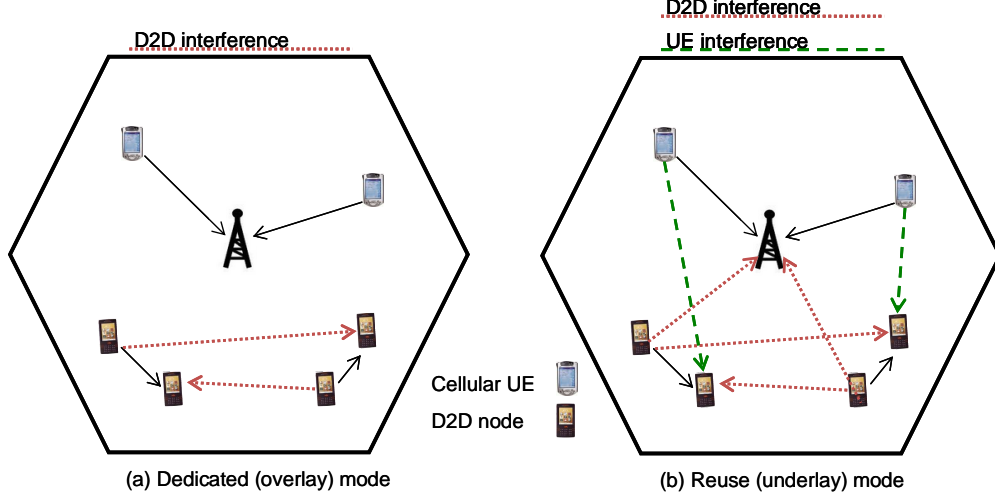 D2D interference
D2D interference
UE interference
Cellular UE
D2D node
(a) Dedicated (overlay) mode
(b) Reuse (underlay) mode